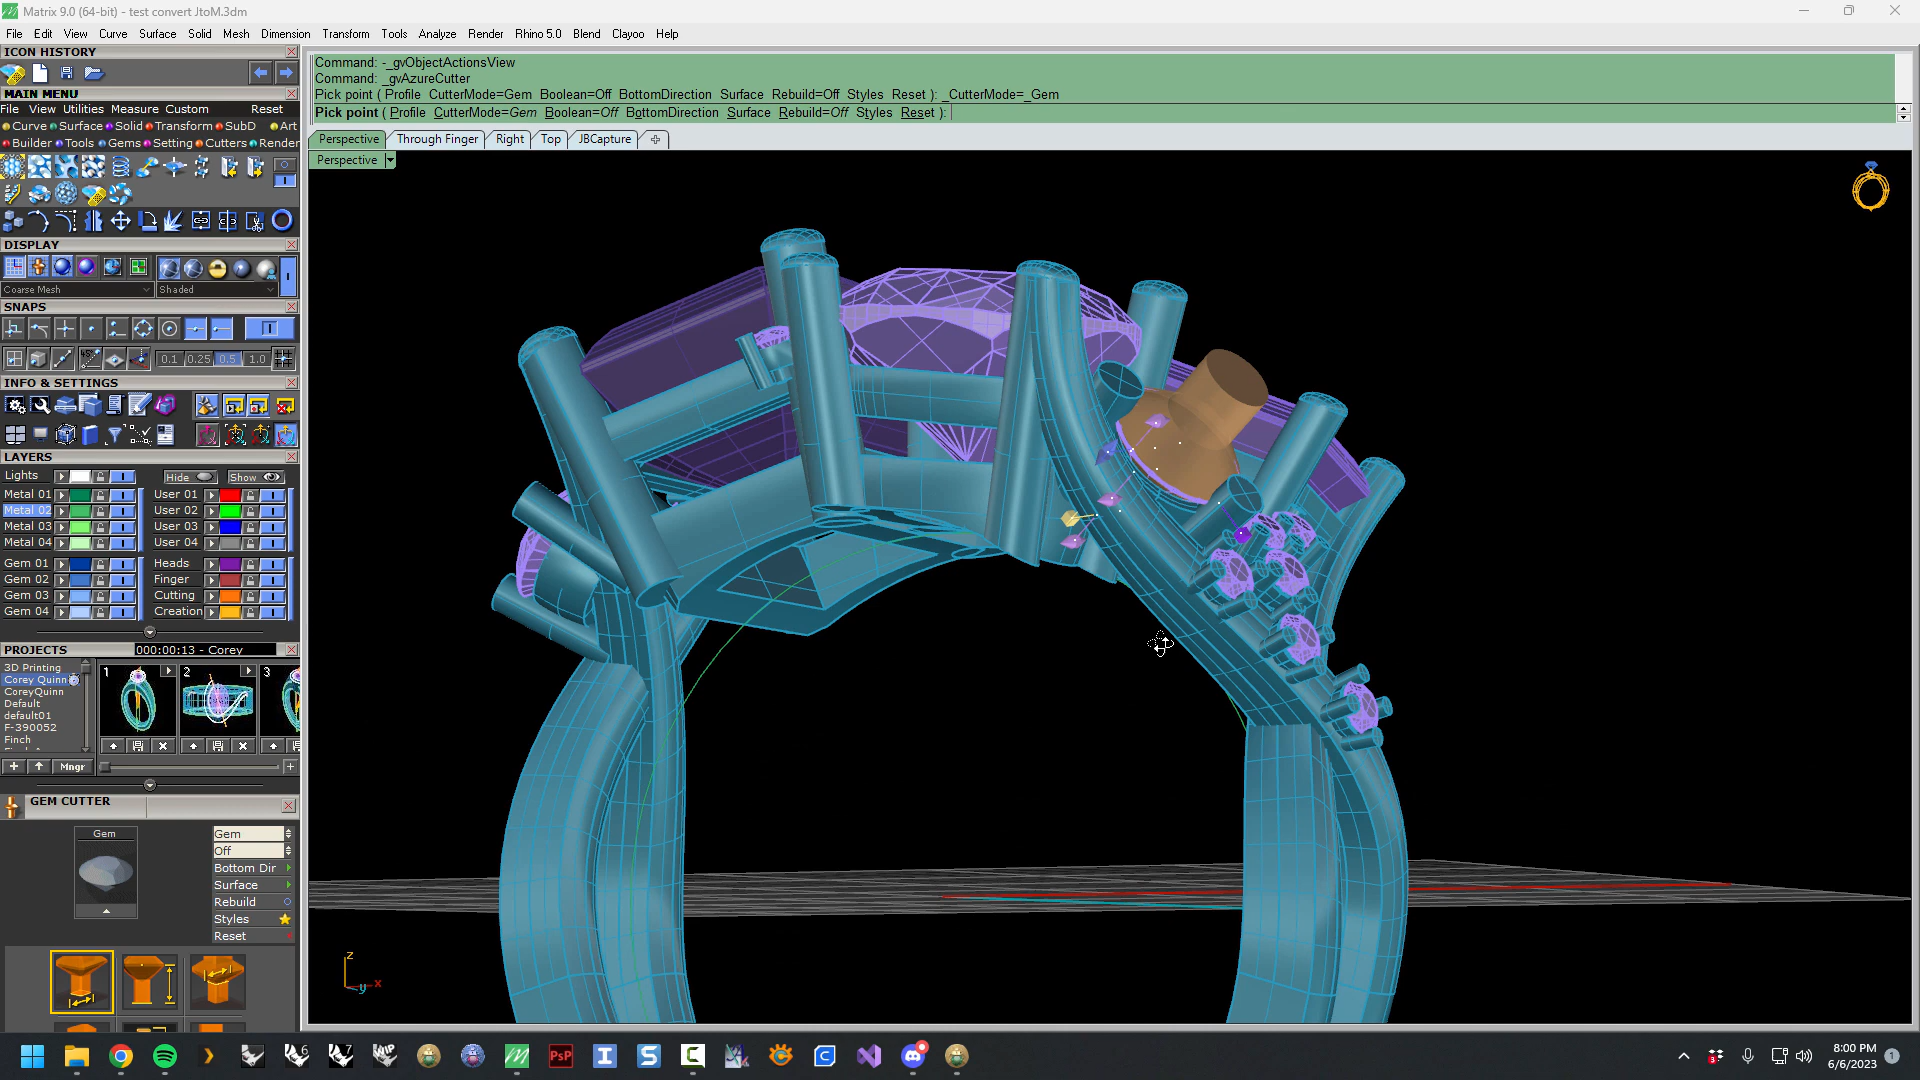 Matrix 9.0 (64-bit) - test convert JtoM.3dm
File Edit View Curve Surface Solid Mesh Dimension Transform Tools Analyze Render Rhino 5.0 Blend Clayoo Help
ICON HISTORY
MAIN MENU
File View Utilities Measure Custom Reset
Curve Surface Solid Transform SubD Art
Builder Tools Gems Setting Cutters Render
DISPLAY
Coarse Mesh Shaded
SNAPS
0.1 0.25 0.5 1.0
INFO & SETTINGS
LAYERS
Lights Hide Show
Metal 01 User 01
Metal 02 User 02
Metal 03 User 03
Metal 04 User 04
Gem 01 Heads
Gem 02 Finger
Gem 03 Cutting
Gem 04 Creation
PROJECTS 000:00:13 - Corey
3D Printing
Corey Quinn
CoreyQuinn
Default
default01
F-390052
Finch
1 2 3
+ Mngr +
GEM CUTTER
Gem
Gem
Off
Bottom Dir
Surface
Rebuild
Styles
Reset
Command: -_gvObjectActionsView
Command: _gvAzureCutter
Pick point ( Profile CutterMode=Gem Boolean=Off BottomDirection Surface Rebuild=Off Styles Reset ): _CutterMode=_Gem
Pick point ( Profile CutterMode=Gem Boolean=Off BottomDirection Surface Rebuild=Off Styles Reset ):
Perspective Through Finger Right Top JBCapture
Perspective
z
y x
6 7 WIP PsP I S C C
8:00 PM
6/6/2023
1